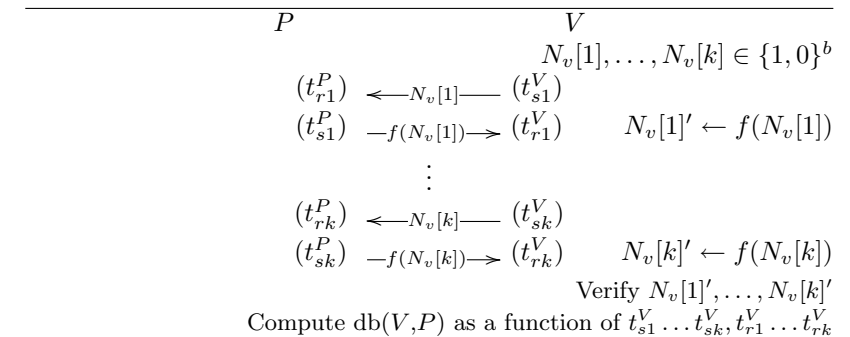 P V
N_v[1], . . . , N_v[k] ∈ {1, 0}^b
(t^P_{r1}) ⟵N_v[1]— (t^V_{s1})
(t^P_{s1}) —f(N_v[1])⟶ (t^V_{r1}) N_v[1]′ ← f(N_v[1])
⋮
(t^P_{rk}) ⟵N_v[k]— (t^V_{sk})
(t^P_{sk}) —f(N_v[k])⟶ (t^V_{rk}) N_v[k]′ ← f(N_v[k])
Verify N_v[1]′, . . . , N_v[k]′
Compute db(V,P) as a function of t^V_{s1} . . . t^V_{sk}, t^V_{r1} . . . t^V_{rk}